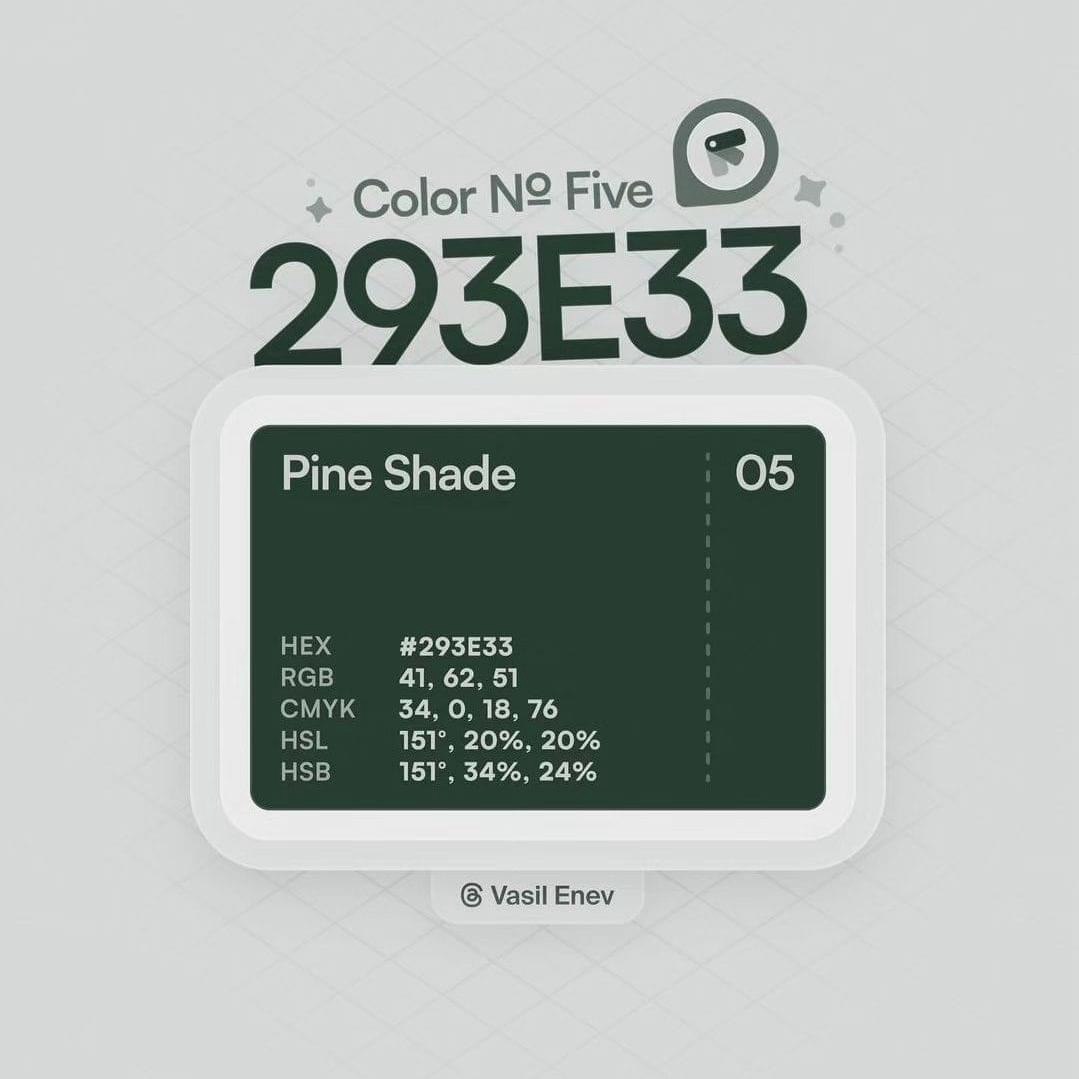 Color Nº Five
293E33
Pine Shade
05
HEX #293E33
RGB 41, 62, 51
CMYK 34, 0, 18, 76
HSL 151°, 20%, 20%
HSB 151°, 34%, 24%
Vasil Enev